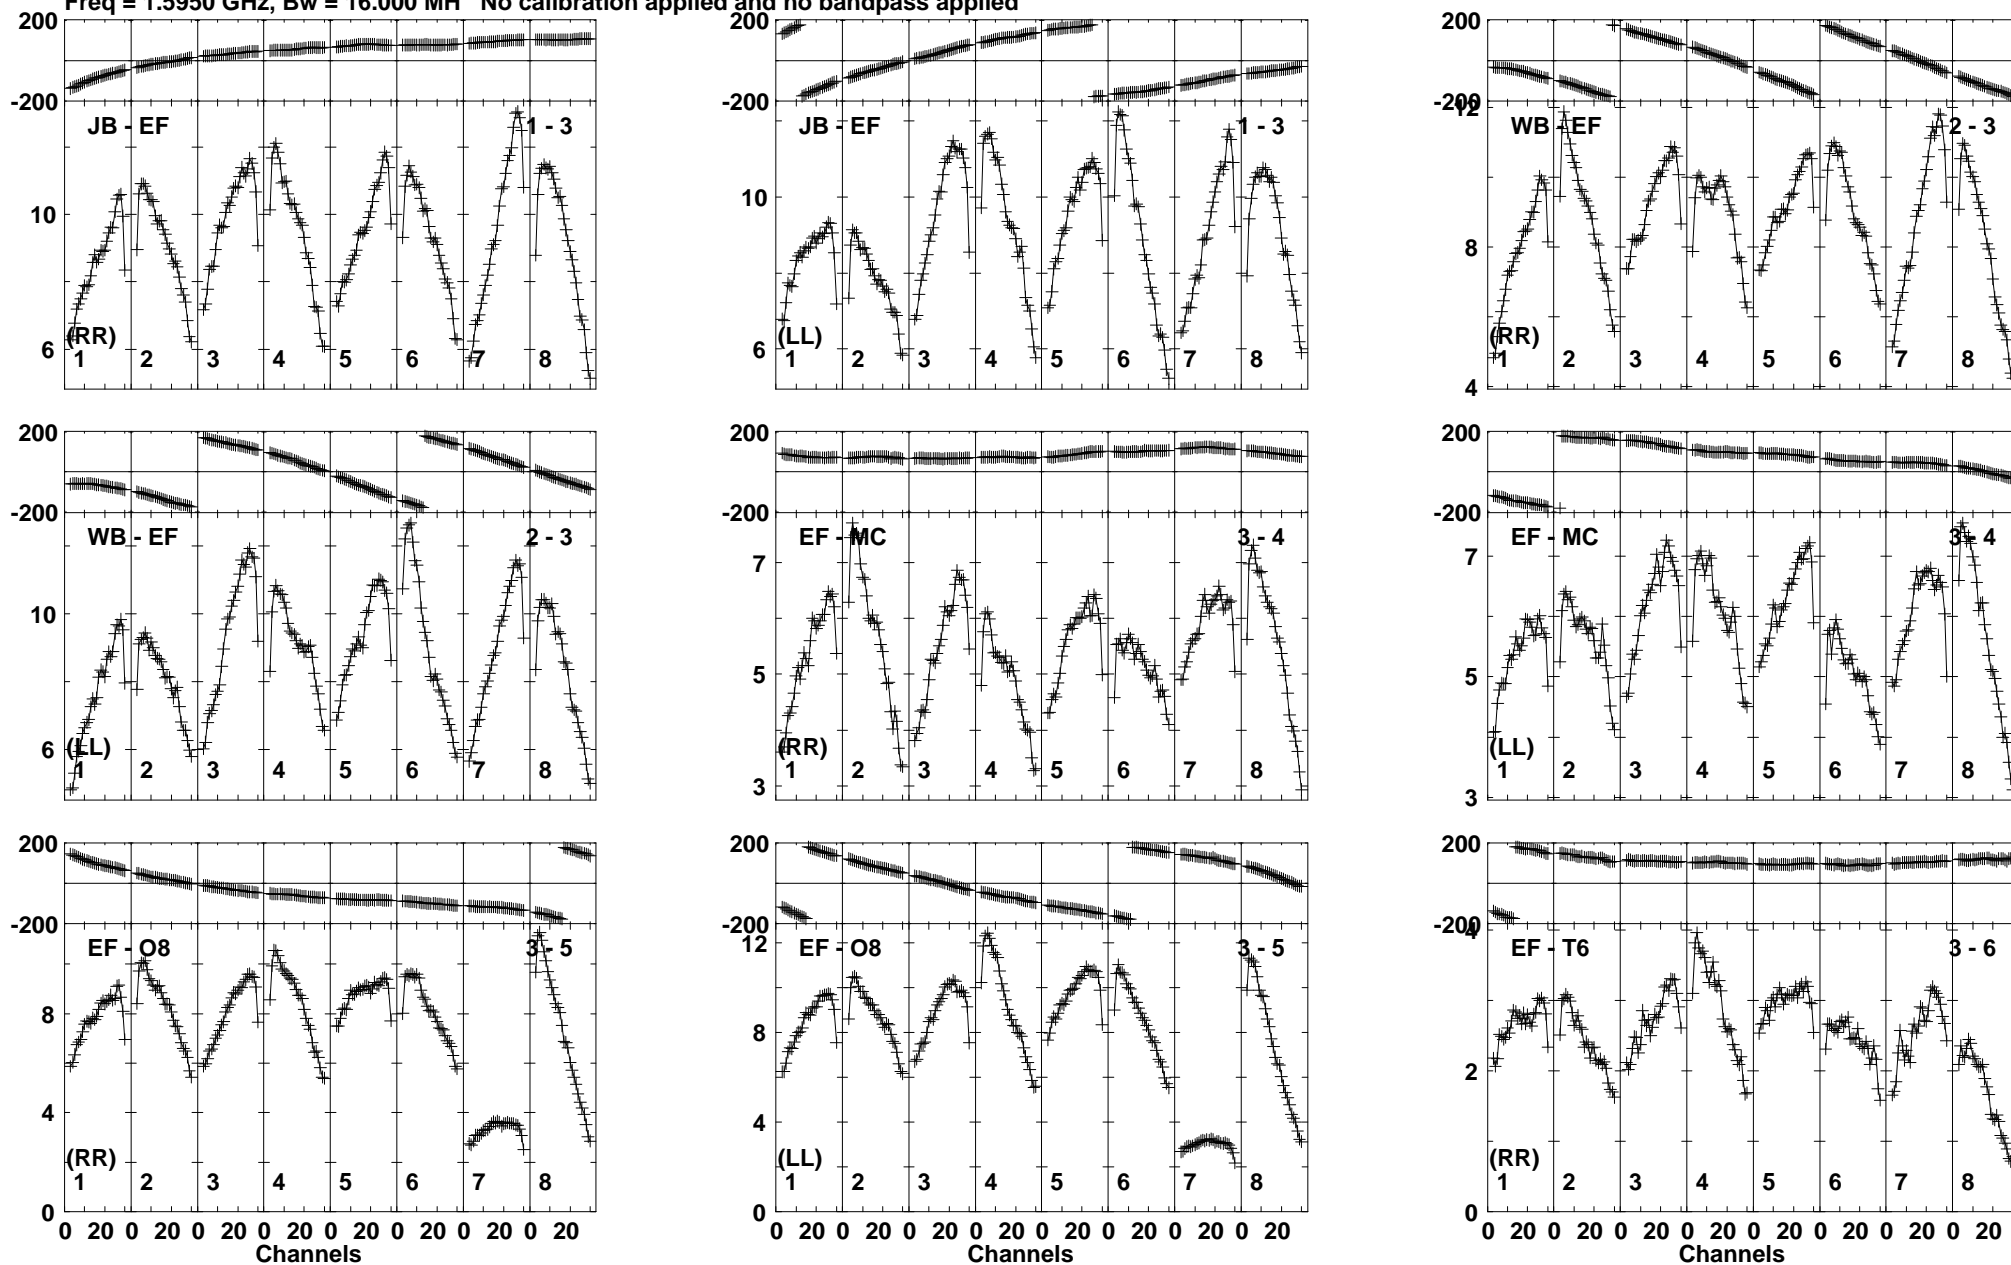 Freq = 1.5950 GHz, Bw = 16.000 MH No calibration applied and no bandpass applied
200 200 200
-200 -200 -200
JB - EF 1 - 3 JB - EF 1 - 3 12 WB - EF 2 - 3
10 10 8
6 6 4
(RR) (LL) (RR)
1 2 3 4 5 6 7 8 1 2 3 4 5 6 7 8 1 2 3 4 5 6 7 8
200 200 200
-200 -200 -200
WB - EF 2 - 3 EF - MC 3 - 4 EF - MC 3 - 4
10 7 7
6 5 5
3 3
(LL) (RR) (LL)
1 2 3 4 5 6 7 8 1 2 3 4 5 6 7 8 1 2 3 4 5 6 7 8
200 200 200
-200 -200 -200
EF - O8 3 - 5 12 EF - O8 3 - 5 4 EF - T6 3 - 6
8 8 2
4 4
(RR) (LL) (RR)
1 2 3 4 5 6 7 8 1 2 3 4 5 6 7 8 1 2 3 4 5 6 7 8
0 0 0
0 20 0 20 0 20 0 20 0 20 0 20 0 20 0 20 0 20 0 20 0 20 0 20 0 20 0 20 0 20 0 20 0 20 0 20 0 20 0 20 0 20 0 20 0 20 0 20
Channels Channels Channels